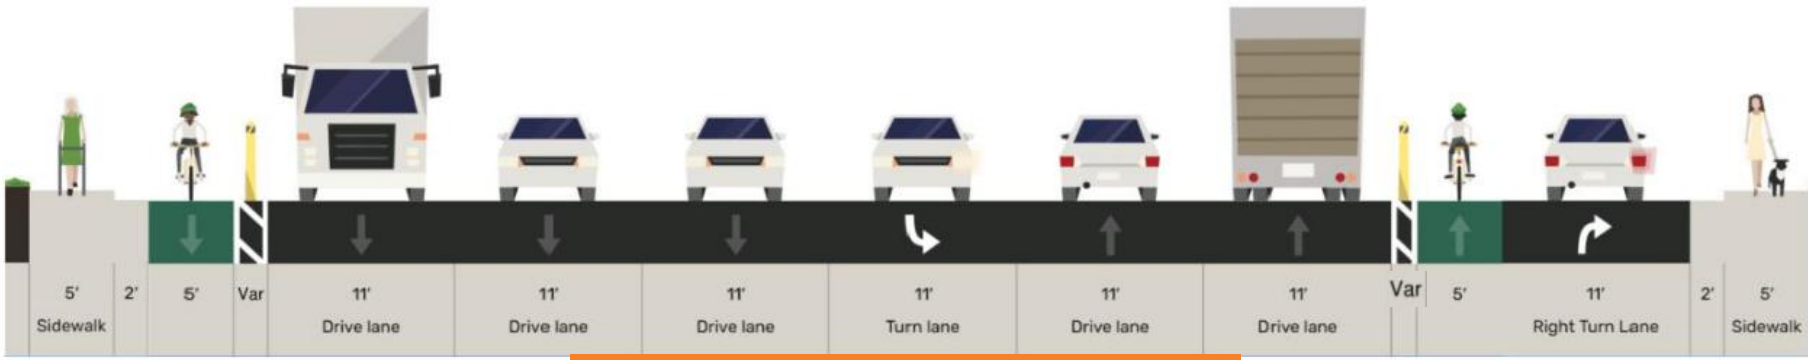 5' 2' 5' Var 11' 11' 11' 11' 11' 11' Var 5' 11' 2' 5'
Sidewalk Drive lane Drive lane Drive lane Turn lane Drive lane Drive lane Right Turn Lane Sidewalk